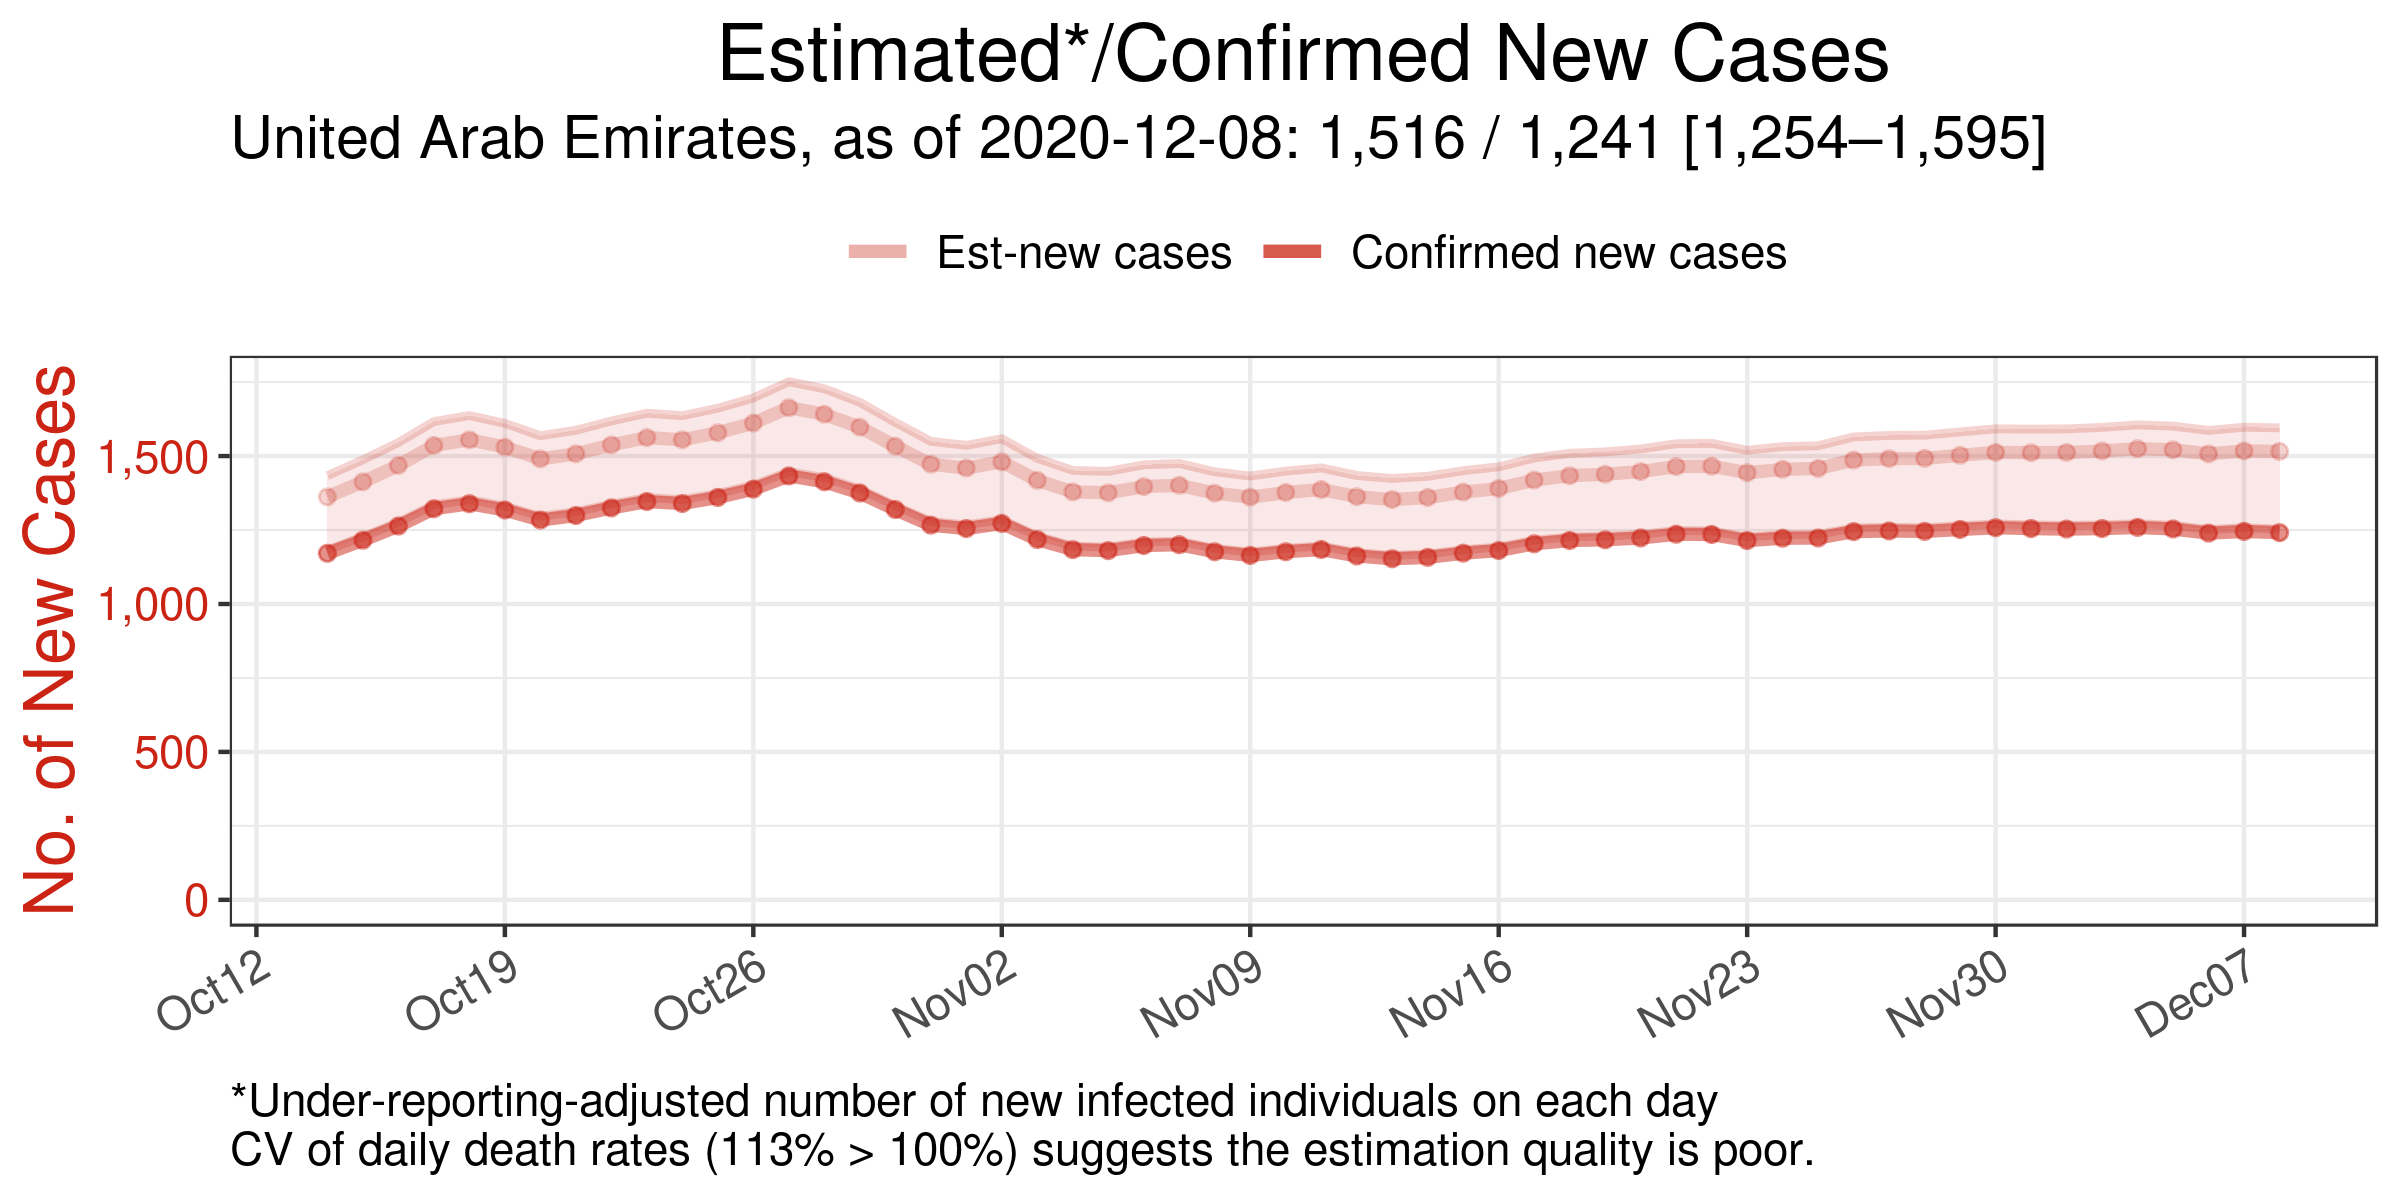 Estimated*/Confirmed New Cases
United Arab Emirates, as of 2020-12-08: 1,516 / 1,241 [1,254–1,595]
Est-new cases Confirmed new cases
No. of New Cases
1,500
1,000
500
0
Oct12 Oct19 Oct26 Nov02 Nov09 Nov16 Nov23 Nov30 Dec07
*Under-reporting-adjusted number of new infected individuals on each day
CV of daily death rates (113% > 100%) suggests the estimation quality is poor.